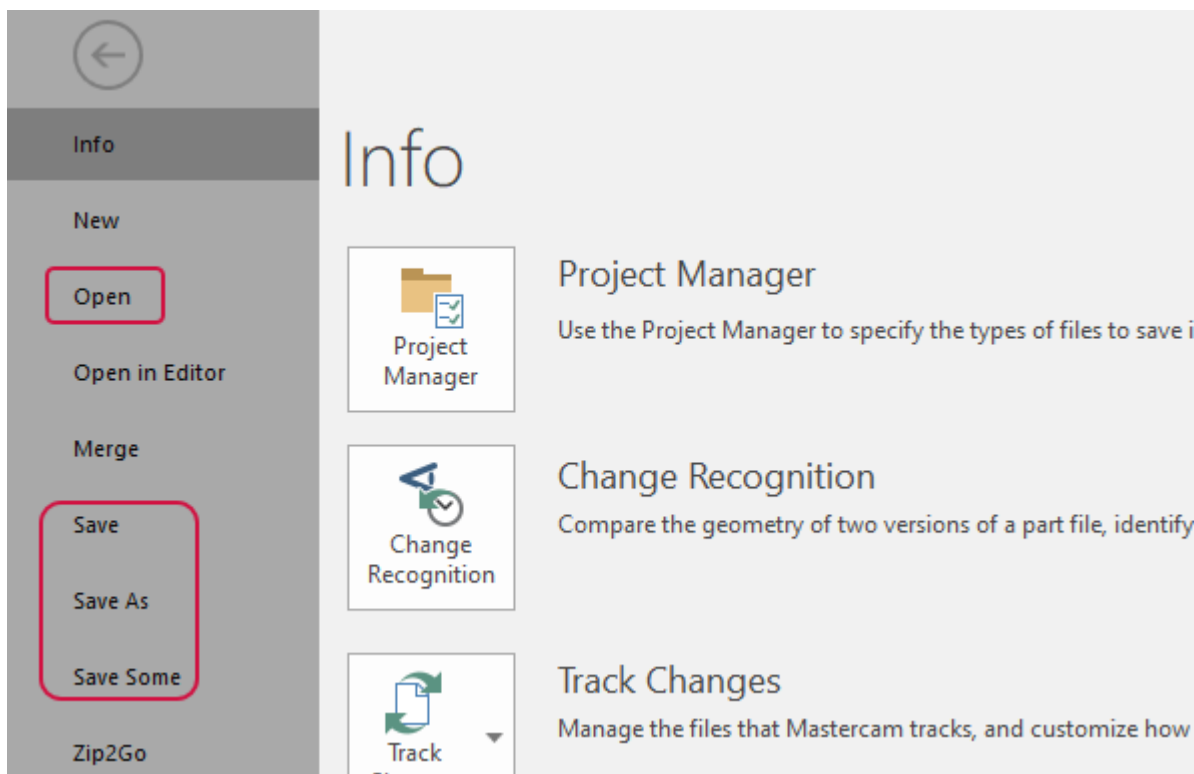 Info
New
Open
Open in Editor
Merge
Save
Save As
Save Some
Zip2Go
Info
Project
Manager
Project Manager
Use the Project Manager to specify the types of files to save i
Change
Recognition
Change Recognition
Compare the geometry of two versions of a part file, identify
Track
Track Changes
Manage the files that Mastercam tracks, and customize how